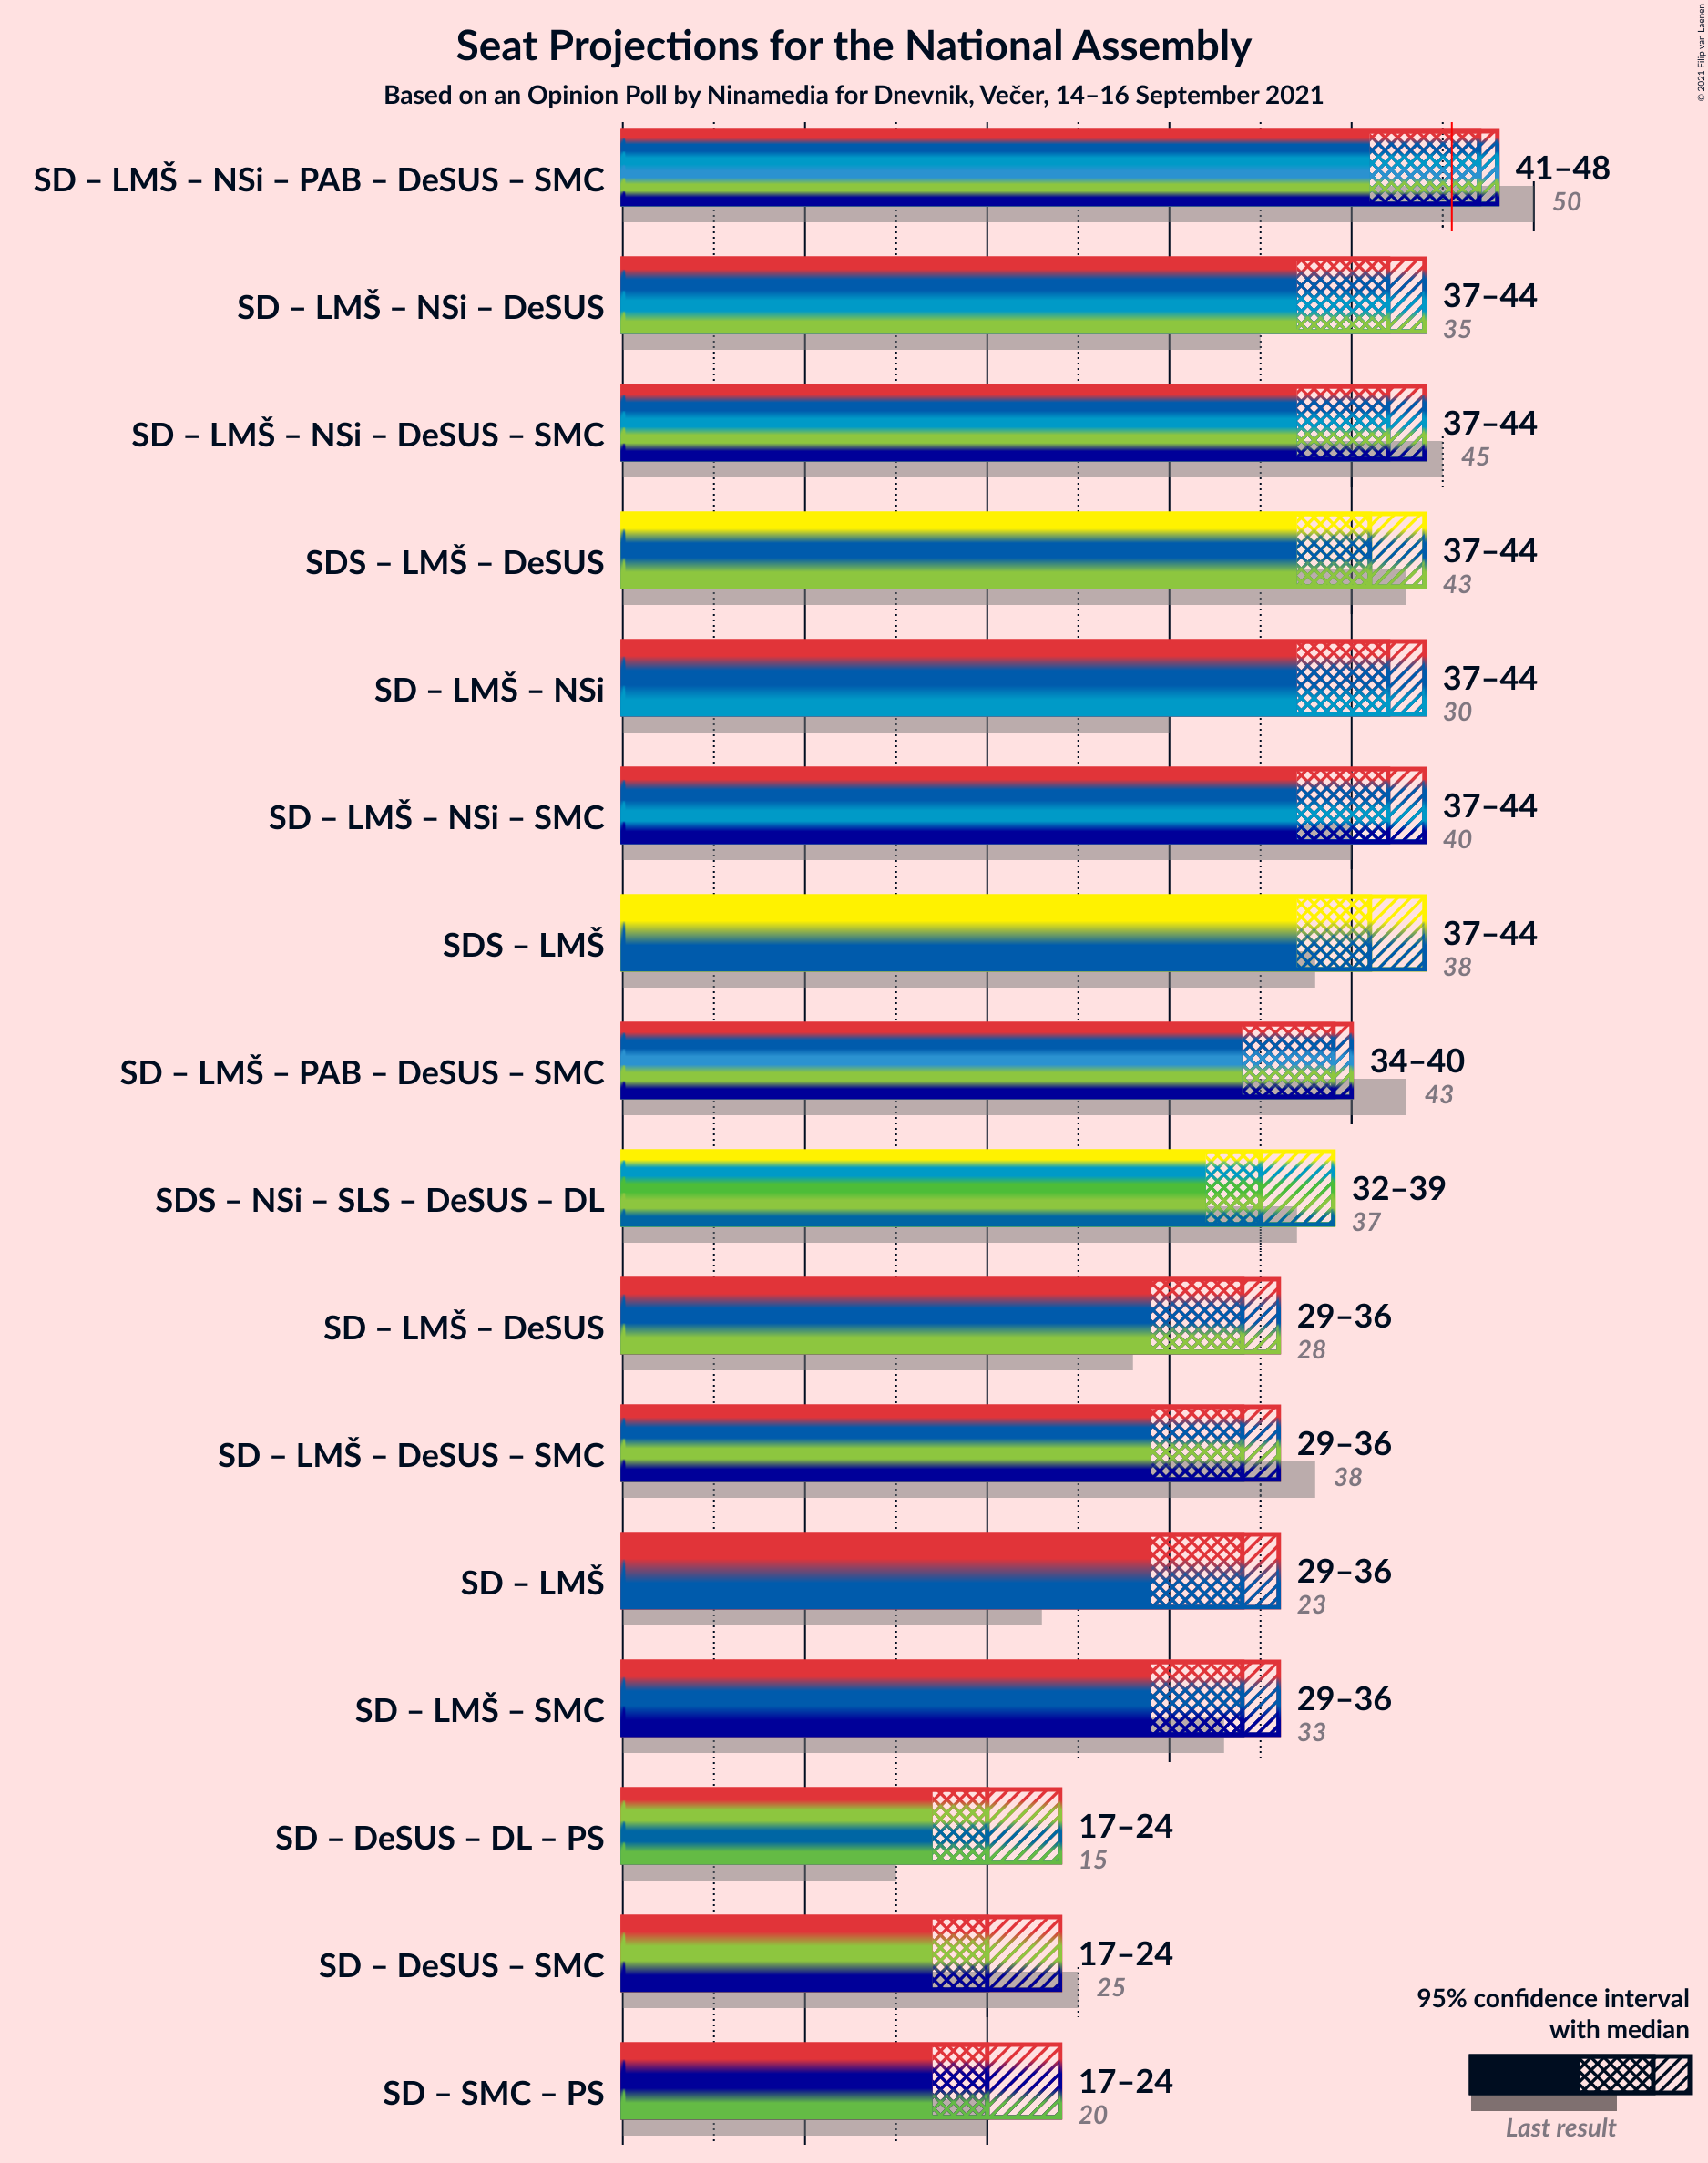 Seat Projections for the National Assembly
Based on an Opinion Poll by Ninamedia for Dnevnik, Večer, 14–16 September 2021
© 2021 Filip van Laenen
SD – LMŠ – NSi – PAB – DeSUS – SMC
41–48
50
SD – LMŠ – NSi – DeSUS
37–44
35
SD – LMŠ – NSi – DeSUS – SMC
37–44
45
SDS – LMŠ – DeSUS
37–44
43
SD – LMŠ – NSi
37–44
30
SD – LMŠ – NSi – SMC
37–44
40
SDS – LMŠ
37–44
38
SD – LMŠ – PAB – DeSUS – SMC
34–40
43
SDS – NSi – SLS – DeSUS – DL
32–39
37
SD – LMŠ – DeSUS
29–36
28
SD – LMŠ – DeSUS – SMC
29–36
38
SD – LMŠ
29–36
23
SD – LMŠ – SMC
29–36
33
SD – DeSUS – DL – PS
17–24
15
SD – DeSUS – SMC
17–24
25
SD – SMC – PS
17–24
20
95% confidence interval
with median
Last result